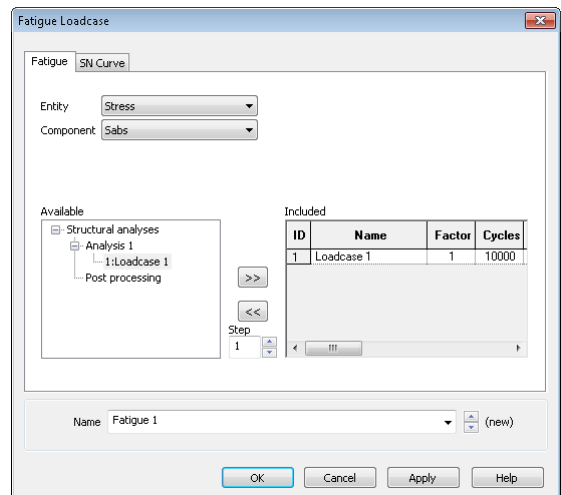 Fatigue Loadcase
Fatigue SN Curve
Entity Stress
Component Sabs
Available Included
Structural analyses
Analysis 1
1:Loadcase 1
Post processing
>>
<<
Step
1
ID Name Factor Cycles
1 Loadcase 1 1 10000
Name Fatigue 1 (new)
OK Cancel Apply Help